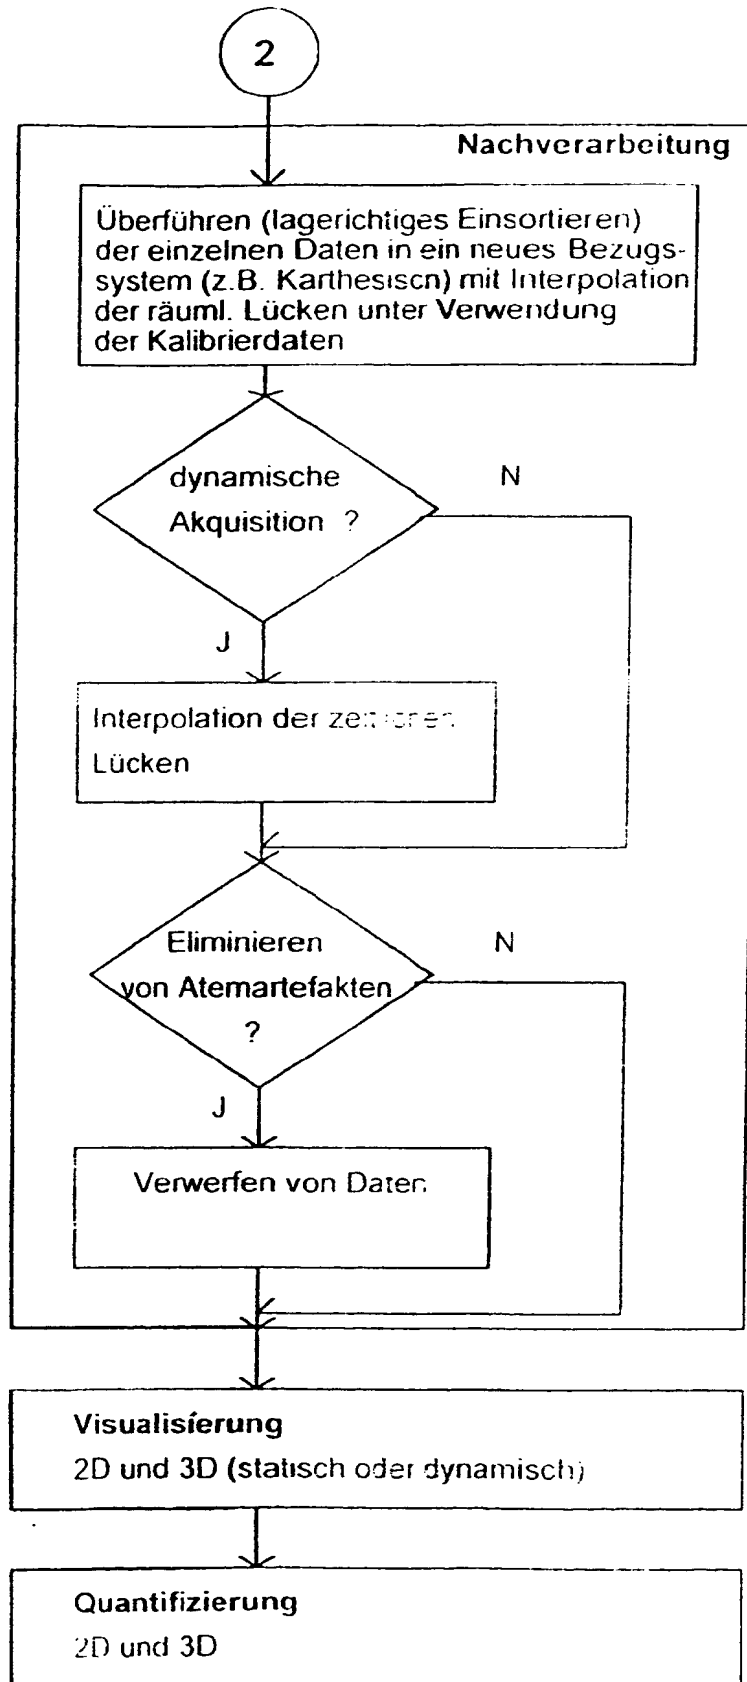 2
Nachverarbeitung
Überführen (lagerichtiges Einsortieren)
der einzelnen Daten in ein neues Bezugs-
system (z.B. Karthesiscn) mit Interpolation
der räuml. Lücken unter Verwendung
der Kalibrierdaten
dynamische
Akquisition ?
N
J
Interpolation der
Lücken
Eliminieren
von Atemartefakten
?
N
J
Verwerfen von Daten
Visualisierung
2D und 3D (statisch oder dynamisch)
Quantifizierung
2D und 3D